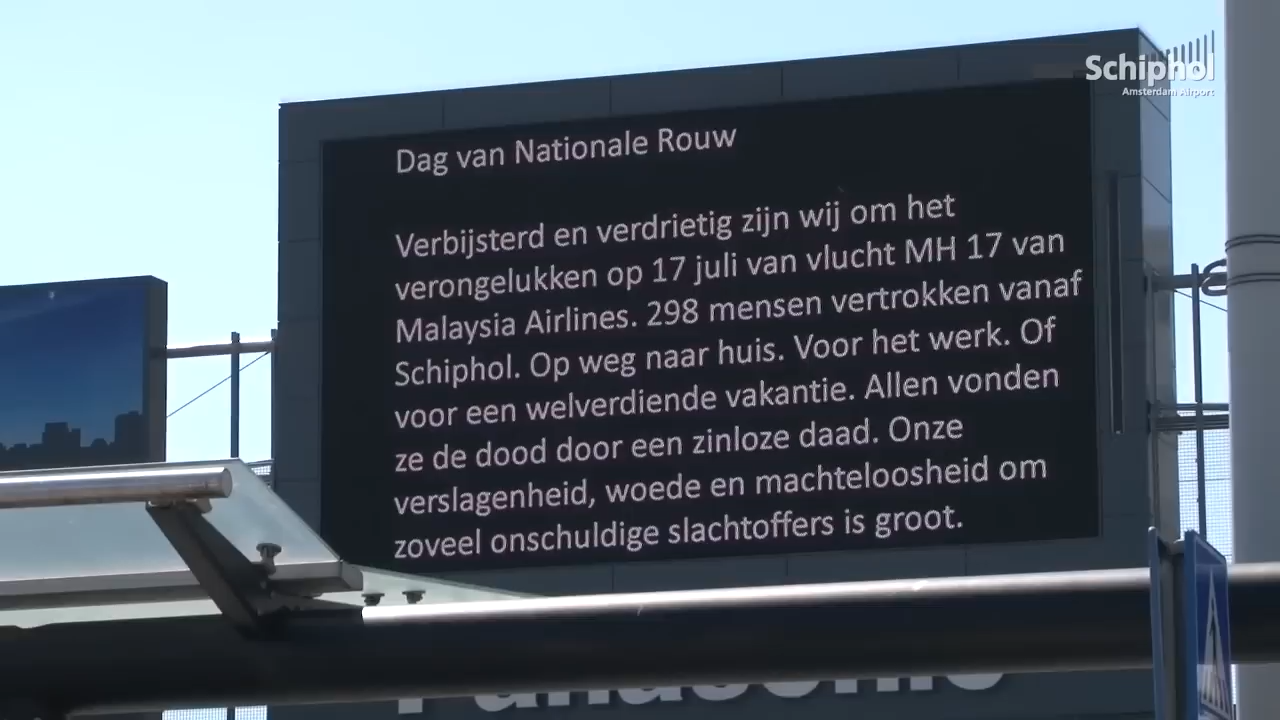 Schiphol
Amsterdam Airport
Dag van Nationale Rouw
Verbijsterd en verdrietig zijn wij om het
verongelukken op 17 juli van vlucht MH 17 van
Malaysia Airlines. 298 mensen vertrokken vanaf
Schiphol. Op weg naar huis. Voor het werk. Of
voor een welverdiende vakantie. Allen vonden
ze de dood door een zinloze daad. Onze
verslagenheid, woede en machteloosheid om
zoveel onschuldige slachtoffers is groot.
Panasonic